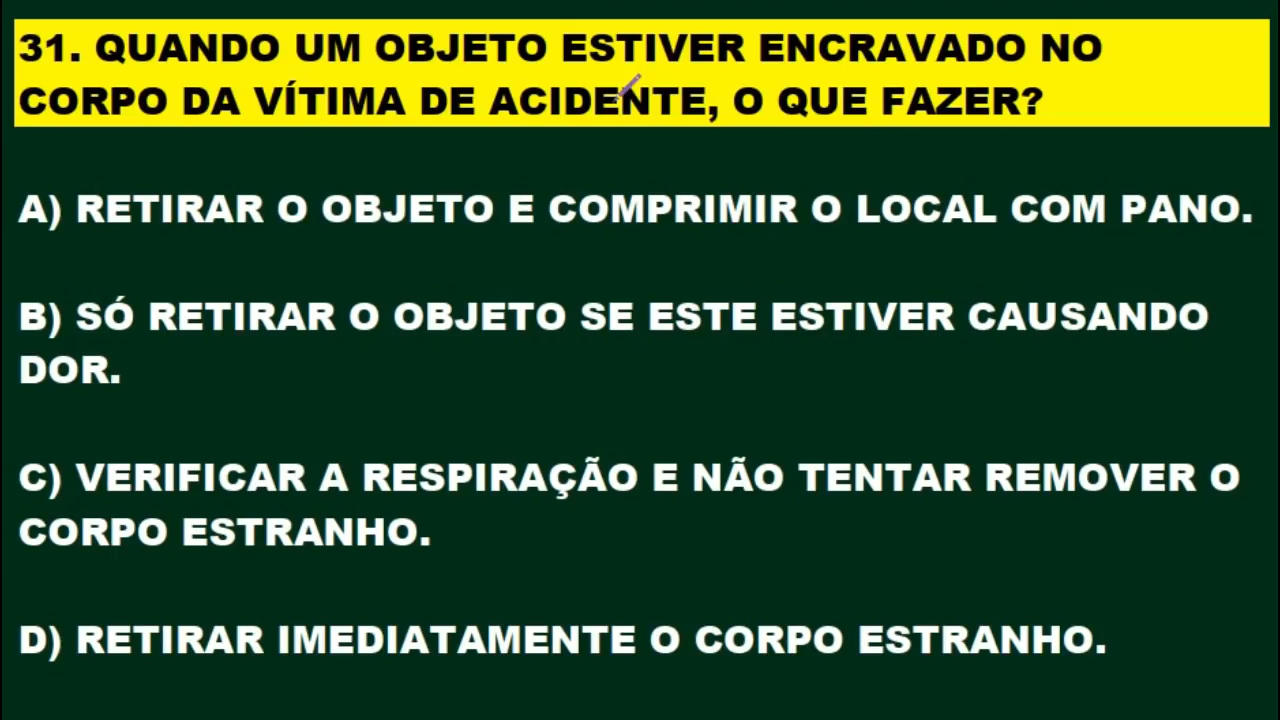 31. QUANDO UM OBJETO ESTIVER ENCRAVADO NO
CORPO DA VÍTIMA DE ACIDENTE, O QUE FAZER?
A) RETIRAR O OBJETO E COMPRIMIR O LOCAL COM PANO.
B) SÓ RETIRAR O OBJETO SE ESTE ESTIVER CAUSANDO
DOR.
C) VERIFICAR A RESPIRAÇÃO E NÃO TENTAR REMOVER O
CORPO ESTRANHO.
D) RETIRAR IMEDIATAMENTE O CORPO ESTRANHO.